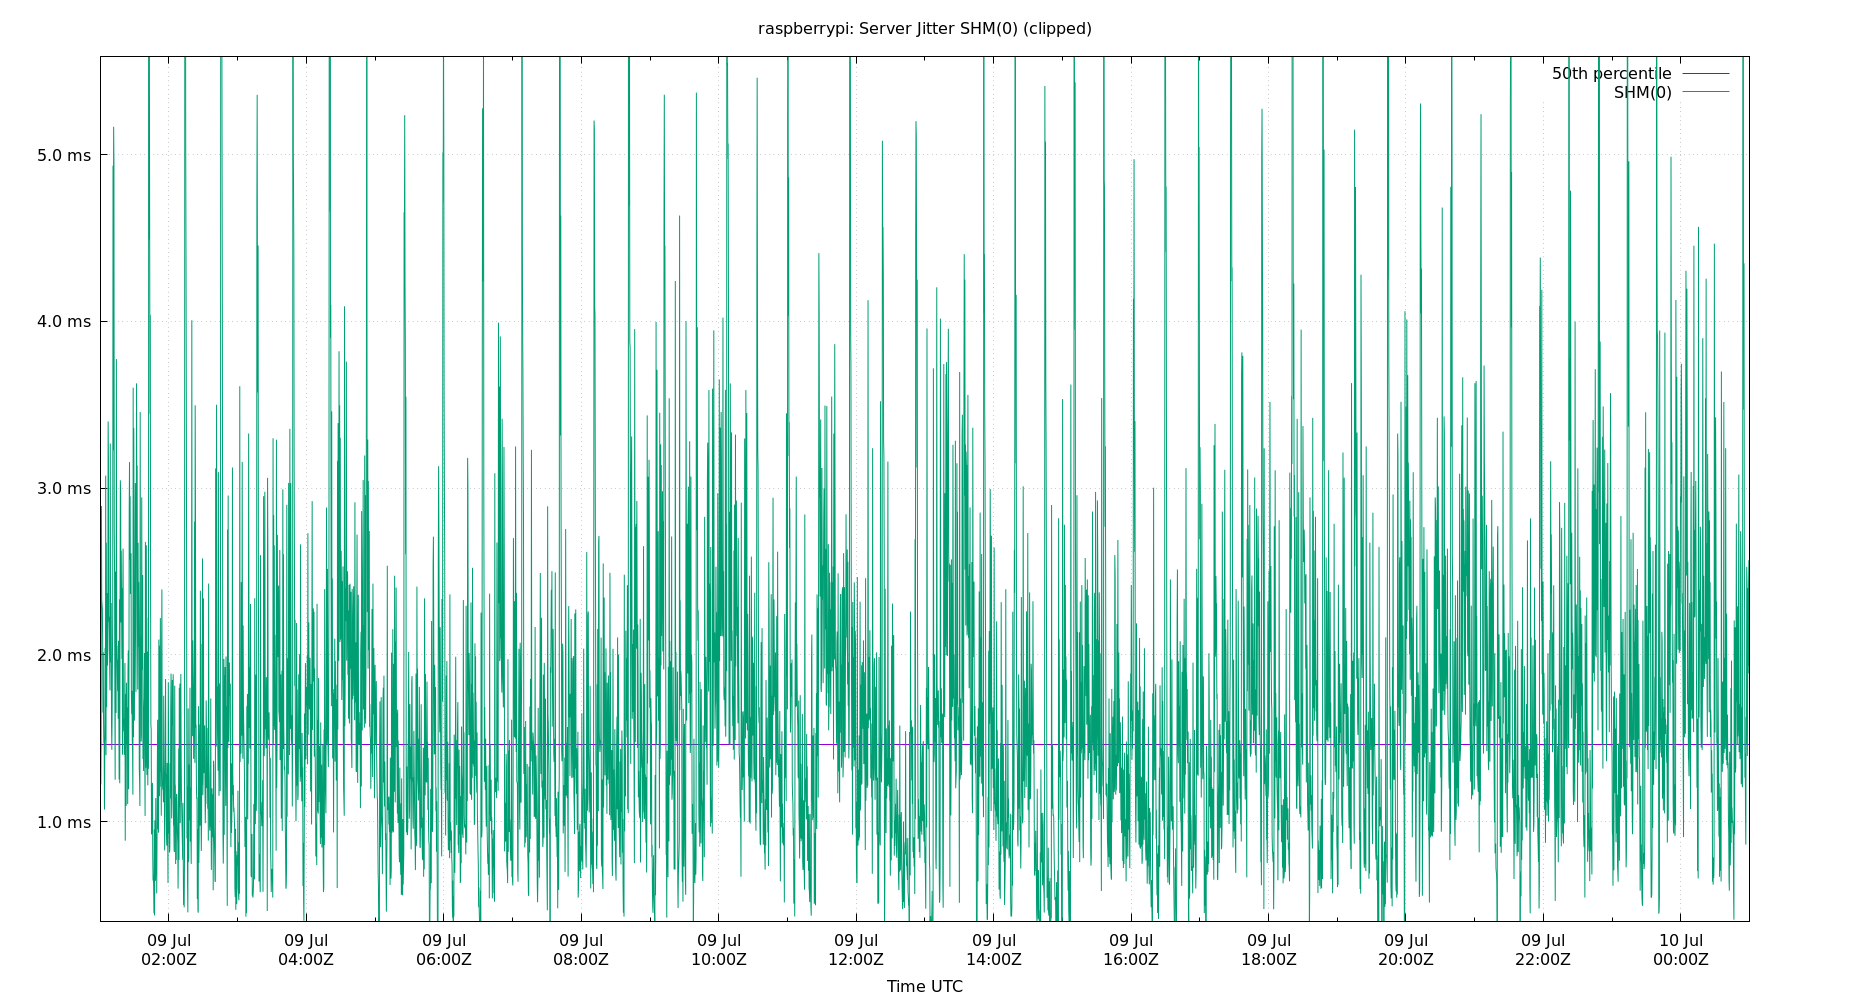 raspberrypi: Server Jitter SHM(0) (clipped)
50th percentile
SHM(0)
5.0 ms
4.0 ms
3.0 ms
2.0 ms
1.0 ms
09 Jul 09 Jul 09 Jul 09 Jul 09 Jul 09 Jul 09 Jul 09 Jul 09 Jul 09 Jul 09 Jul 10 Jul
02:00Z 04:00Z 06:00Z 08:00Z 10:00Z 12:00Z 14:00Z 16:00Z 18:00Z 20:00Z 22:00Z 00:00Z
Time UTC